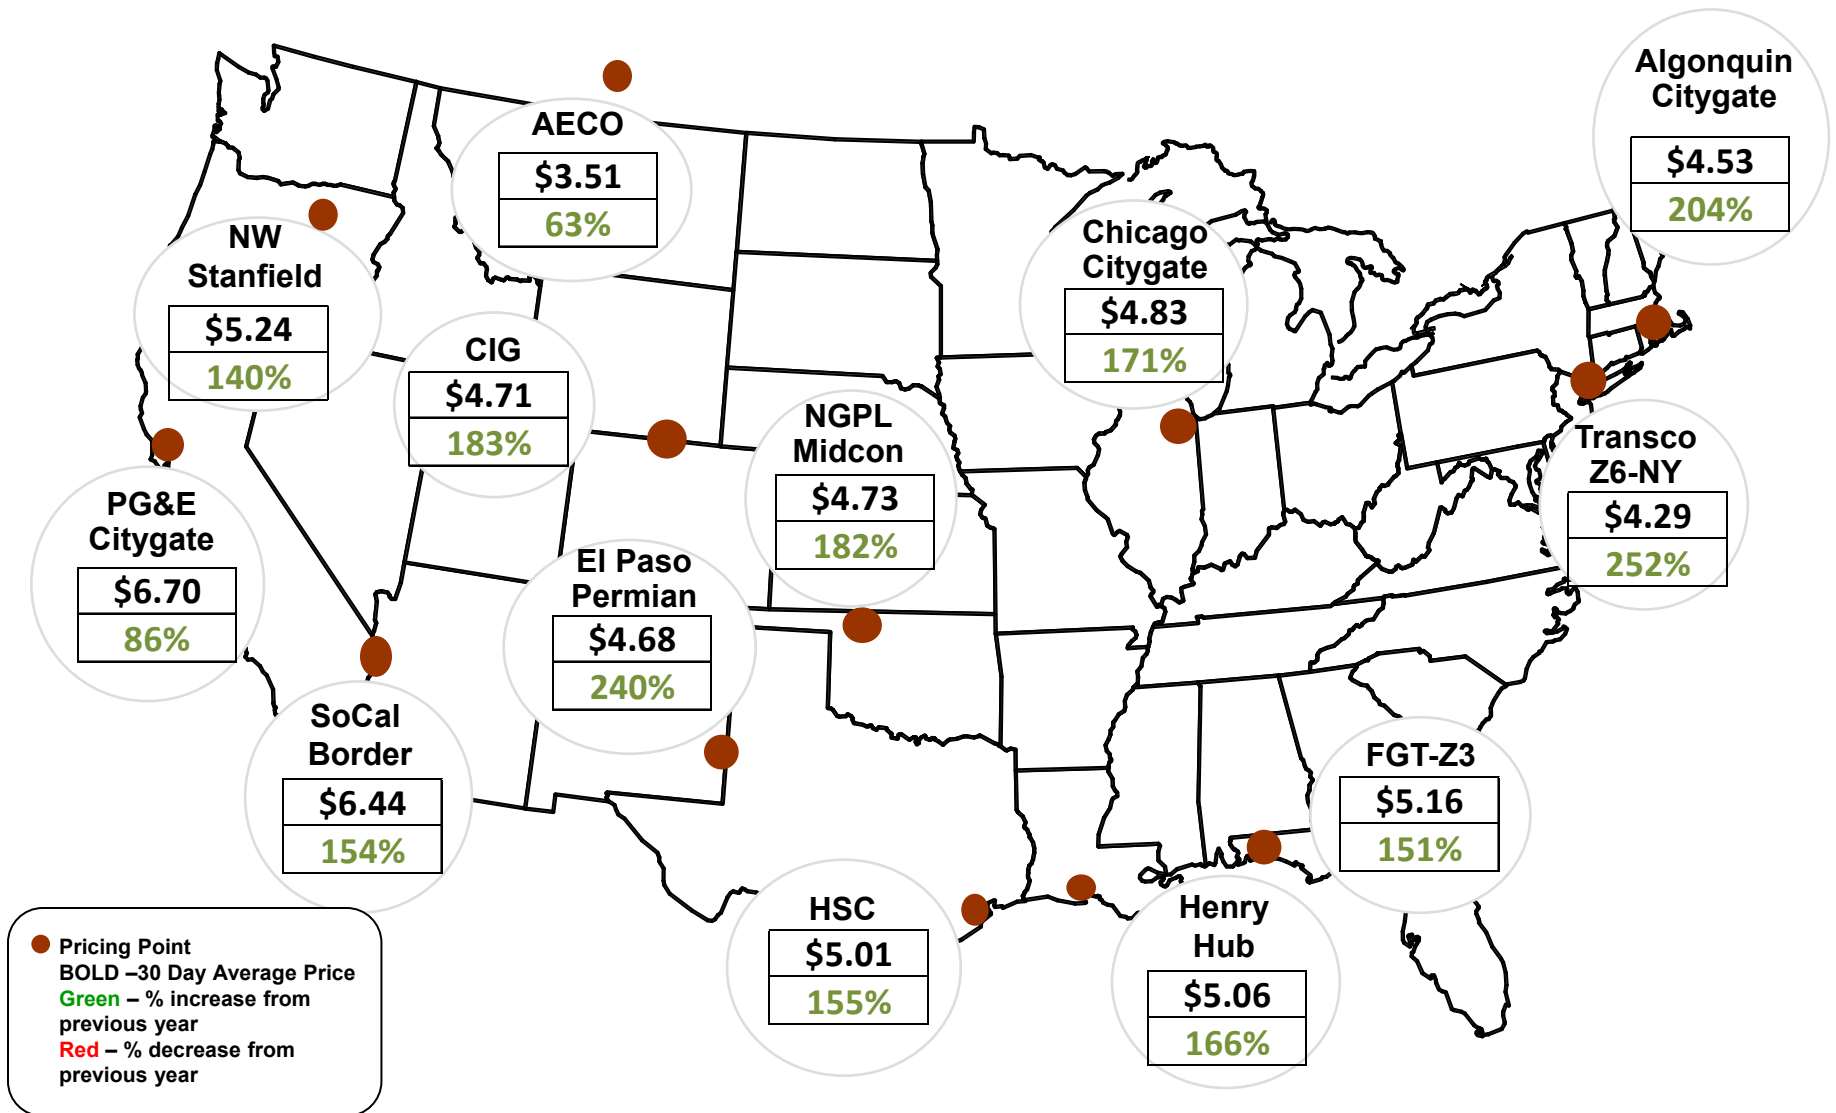 Algonquin
Citygate
$4.53
204%
AECO
$3.51
63%
NW
Stanfield
$5.24
140%
Chicago
Citygate
$4.83
171%
CIG
$4.71
183%
NGPL
Midcon
$4.73
182%
Transco
Z6-NY
$4.29
252%
PG&E
Citygate
$6.70
86%
El Paso
Permian
$4.68
240%
SoCal
Border
$6.44
154%
FGT-Z3
$5.16
151%
HSC
$5.01
155%
Henry
Hub
$5.06
166%
Pricing Point
BOLD –30 Day Average Price
Green – % increase from
previous year
Red – % decrease from
previous year